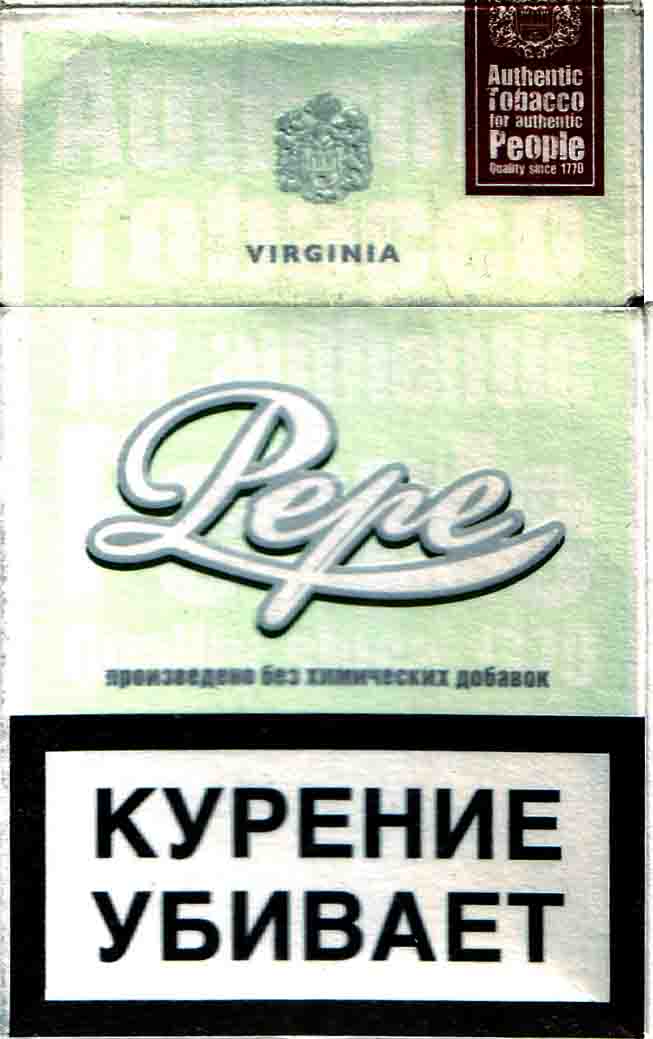 Authentic
Tobacco
for authentic
People
Quality since 1770
VIRGINIA
Pepe
произведено без химических добавок
КУРЕНИЕ
УБИВАЕТ